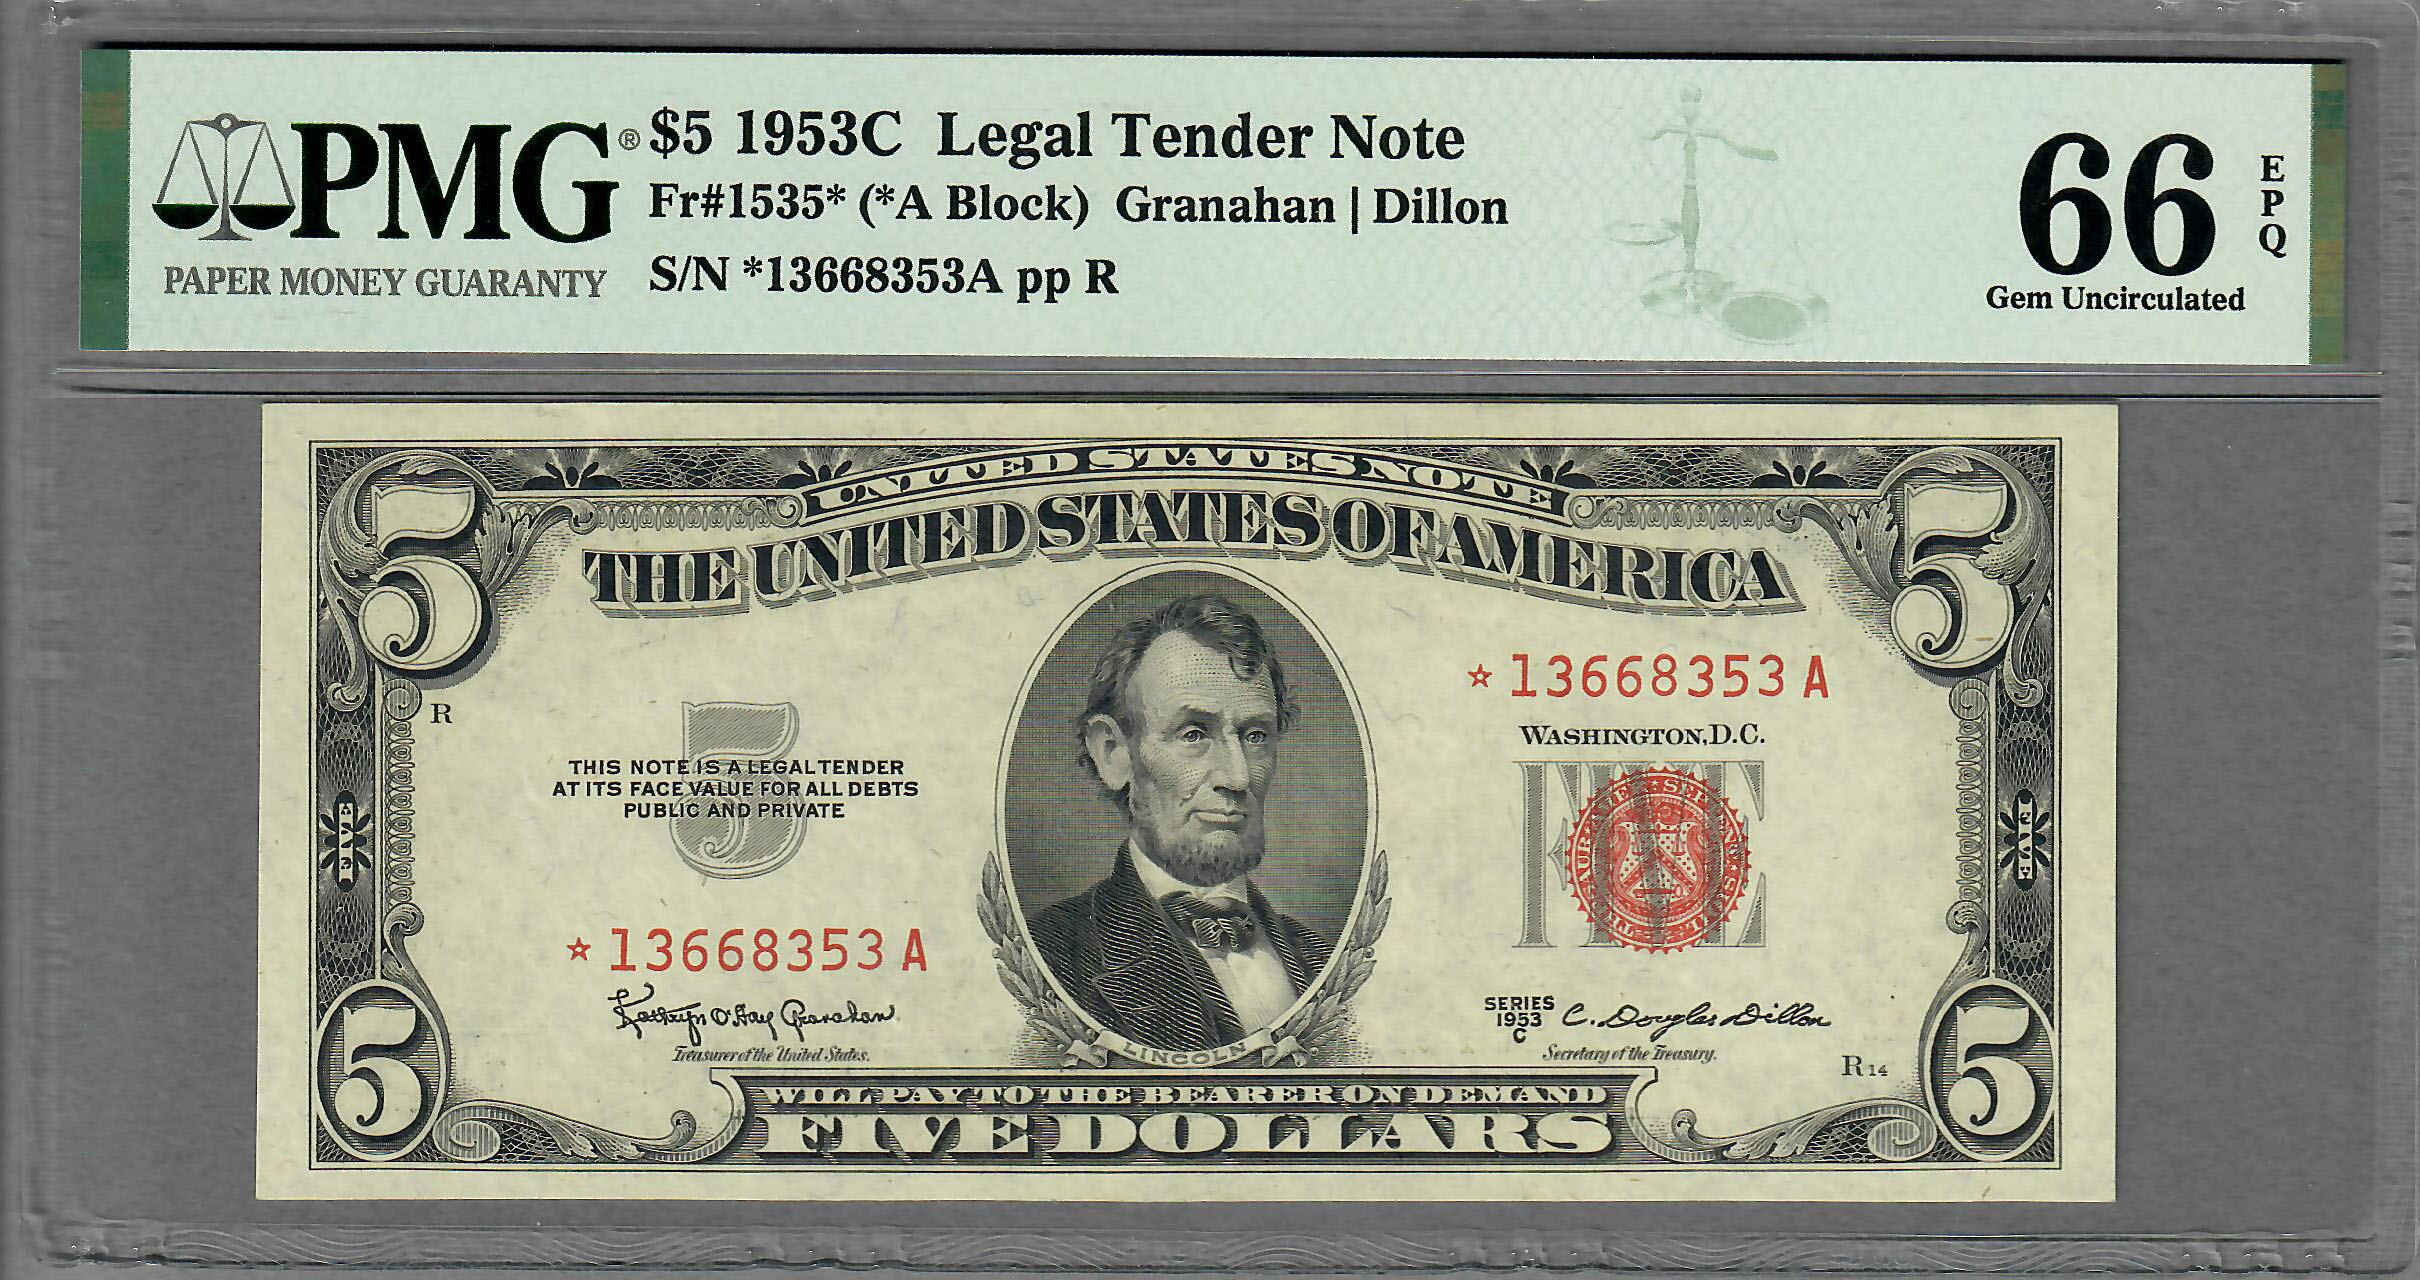 PMG® $5 1953C Legal Tender Note
Fr#1535* (*A Block) Granahan | Dillon
PAPER MONEY GUARANTY S/N *13668353A pp R
66 EPQ
Gem Uncirculated
UNITED STATES NOTE
THE UNITED STATES OF AMERICA
5 5
R
*13668353A
WASHINGTON, D.C.
5
THIS NOTE IS A LEGAL TENDER
AT ITS FACE VALUE FOR ALL DEBTS
PUBLIC AND PRIVATE
FIVE
FIVE
FIVE
*13668353A
Kathryn O'Hay Granahan
Treasurer of the United States.
SERIES
1953
C
C. Douglas Dillon
Secretary of the Treasury.
LINCOLN
R14
5 5
WILL PAY TO THE BEARER ON DEMAND
FIVE DOLLARS